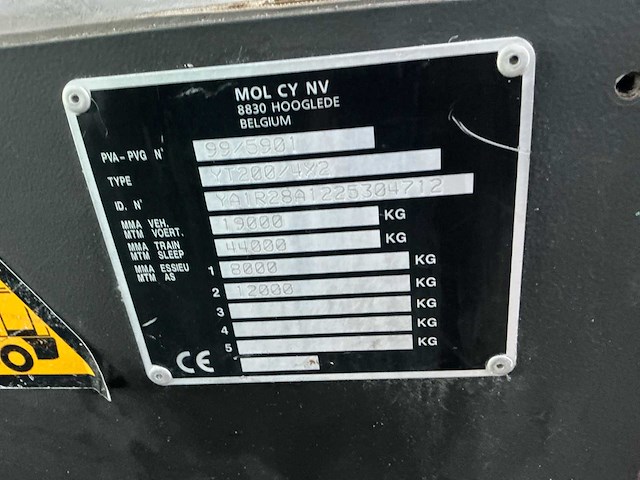 MOL CY NV
8830 HOOGLEDE
BELGIUM
PVA-PVG N° 99/5901
TYPE YT200/4X2
ID. N° YA1R28A1225304712
MMA VEH. MTM VOERT. 19000 KG
MMA TRAIN MTM SLEEP 44000 KG
MMA ESSIEU MTM AS 1 8000 KG
2 12000 KG
3 KG
4 KG
5 KG
CE